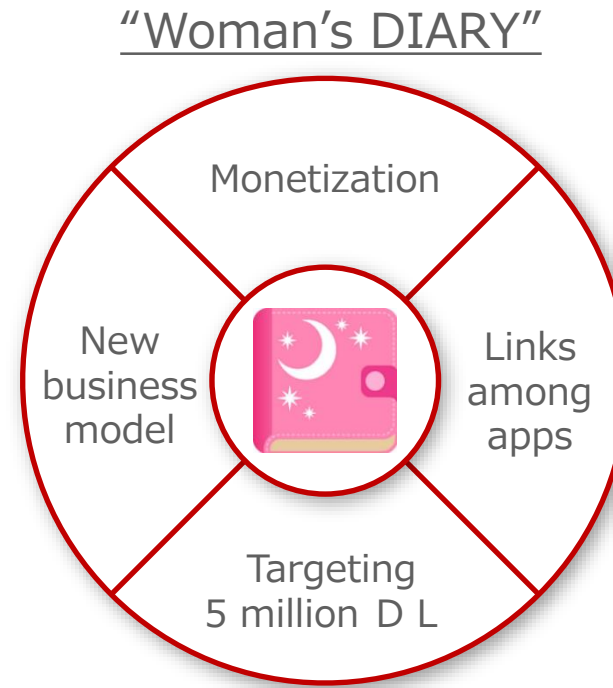 “Woman’s DIARY”
Monetization
New
business
model
Links
among
apps
Targeting
5 million D L